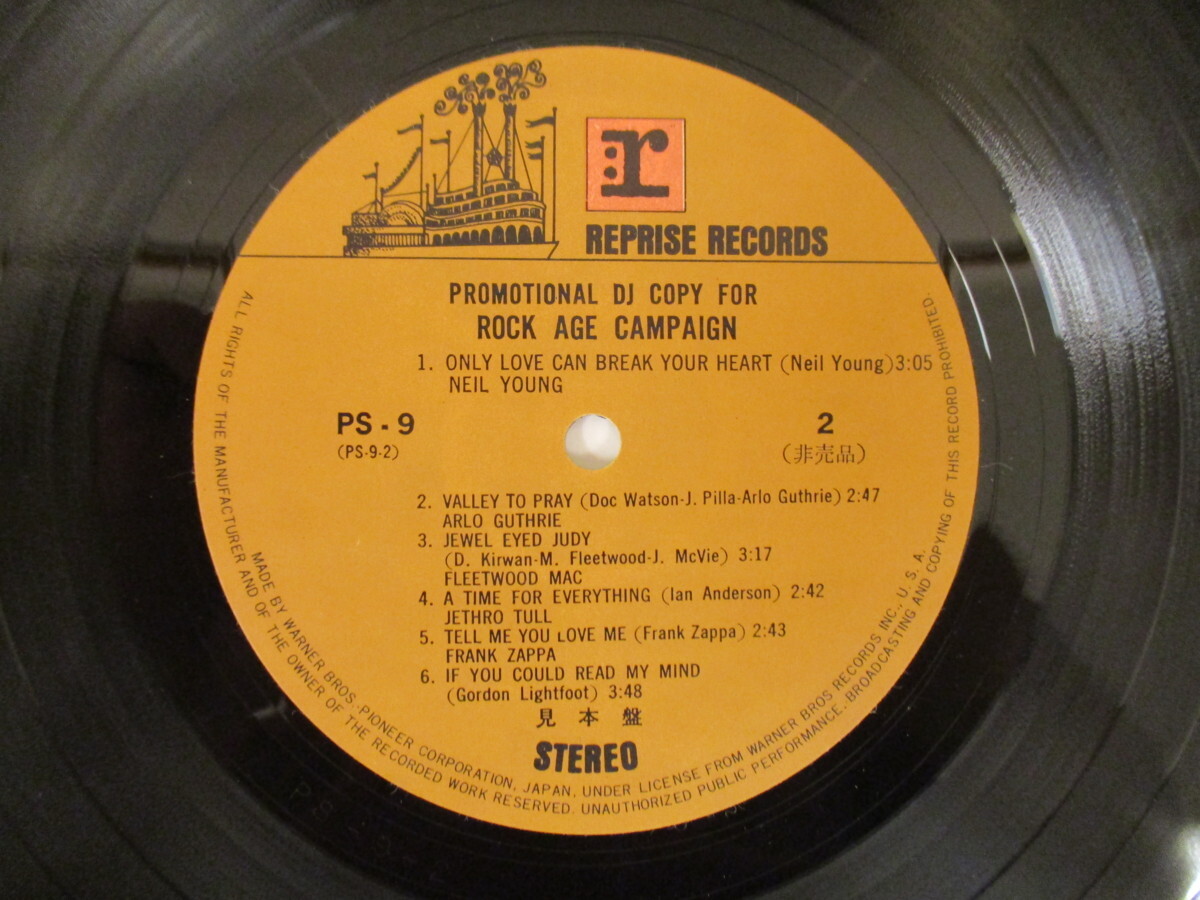 r
REPRISE RECORDS
PROMOTIONAL DJ COPY FOR
ROCK AGE CAMPAIGN
1. ONLY LOVE CAN BREAK YOUR HEART (Neil Young)3:05
NEIL YOUNG
PS - 9
(PS-9-2)
2
(非売品)
2. VALLEY TO PRAY (Doc Watson-J. Pilla-Arlo Guthrie) 2:47
ARLO GUTHRIE
3. JEWEL EYED JUDY
(D. Kirwan-M. Fleetwood-J. McVie) 3:17
FLEETWOOD MAC
4. A TIME FOR EVERYTHING (Ian Anderson) 2:42
JETHRO TULL
5. TELL ME YOU LOVE ME (Frank Zappa) 2:43
FRANK ZAPPA
6. IF YOU COULD READ MY MIND
(Gordon Lightfoot) 3:48
見本盤
STEREO
MADE BY WARNER BROS.-PIONEER CORPORATION, JAPAN. UNDER LICENSE FROM WARNER BROS RECORDS INC., U. S. A.
ALL RIGHTS OF THE MANUFACTURER AND OF THE OWNER OF THE RECORDED WORK RESERVED. UNAUTHORIZED PUBLIC PERFORMANCE. BROADCASTING AND COPYING OF THIS RECORD PROHIBITED.